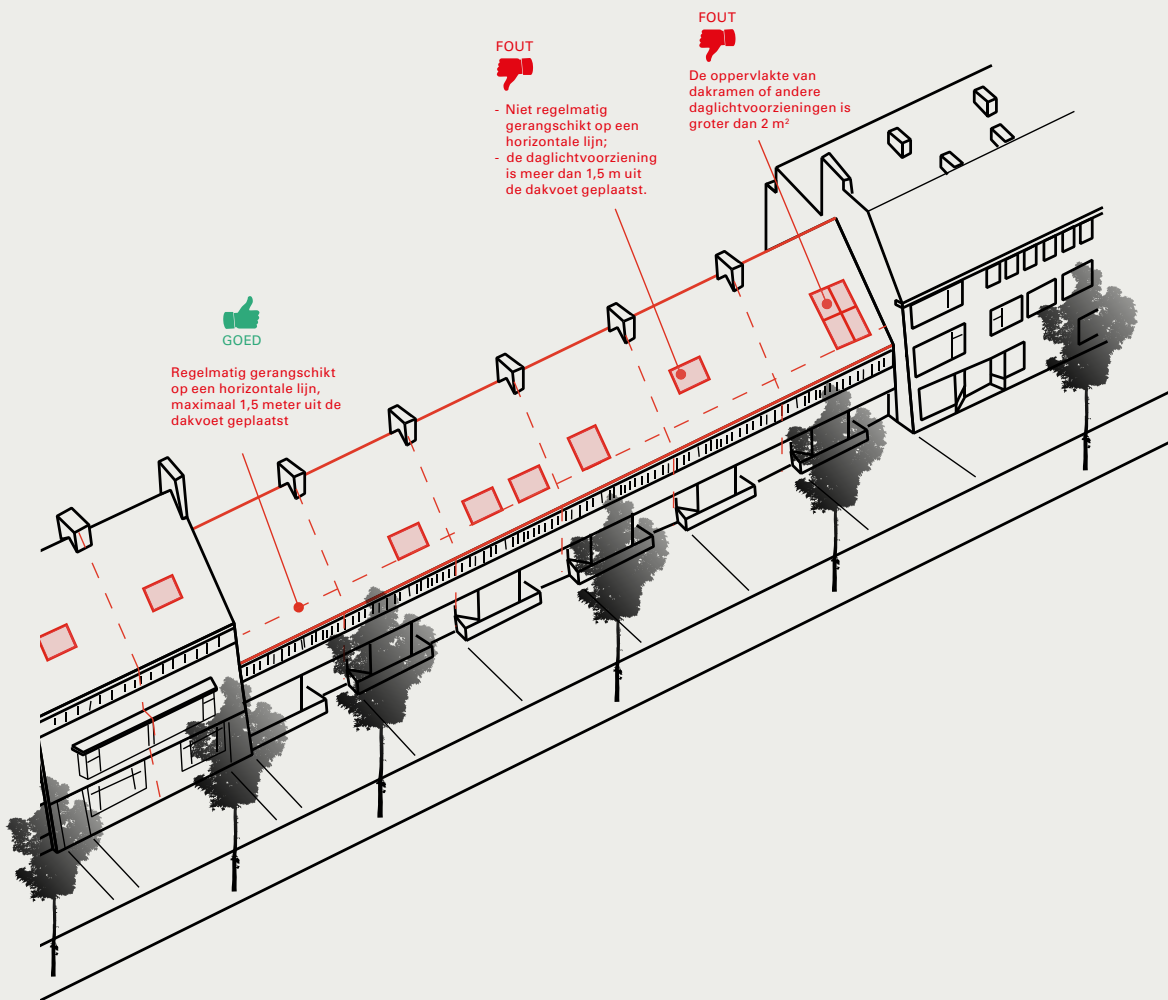 FOUT
De oppervlakte van
dakramen of andere
daglichtvoorzieningen is
groter dan 2 m²
FOUT
- Niet regelmatig
gerangschikt op een
horizontale lijn;
- de daglichtvoorziening
is meer dan 1,5 m uit
de dakvoet geplaatst.
GOED
Regelmatig gerangschikt
op een horizontale lijn,
maximaal 1,5 meter uit de
dakvoet geplaatst